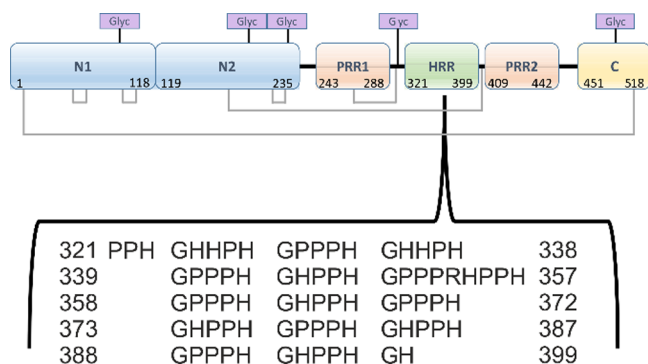 Glyc Glyc Glyc Glyc Glyc
N1 N2 PRR1 HRR PRR2 C
1 118 119 235 243 288 321 399 409 442 451 518
321 PPH GHHPH GPPPH GHHPH 338
339 GPPPH GHPPH GPPPRHPPH 357
358 GPPPH GHPPH GPPPH 372
373 GHPPH GPPPH GHPPH 387
388 GPPPH GHPPH GH 399